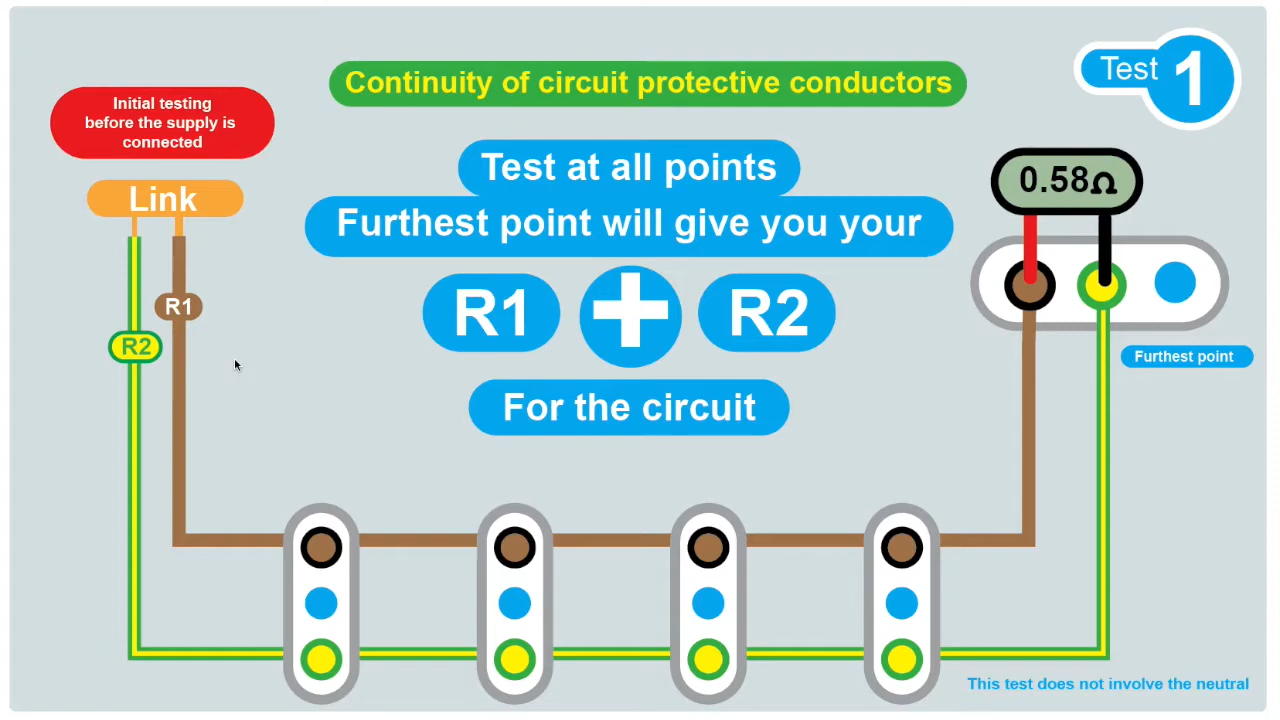 Continuity of circuit protective conductors
Test 1
Initial testing
before the supply is
connected
Link
R1
R2
Test at all points
Furthest point will give you your
R1 + R2
For the circuit
0.58Ω
Furthest point
This test does not involve the neutral